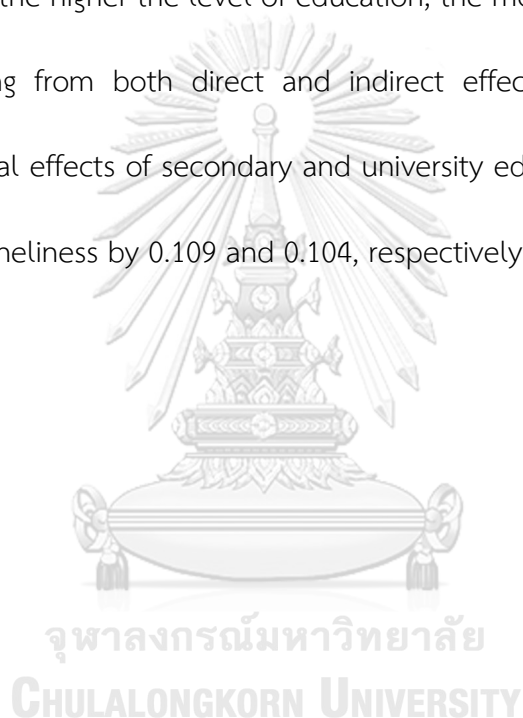 the higher the level of education, the mo
g from both direct and indirect effec
al effects of secondary and university ed
neliness by 0.109 and 0.104, respectively
จุฬาลงกรณ์มหาวิทยาลัย
CHULALONGKORN UNIVERSITY